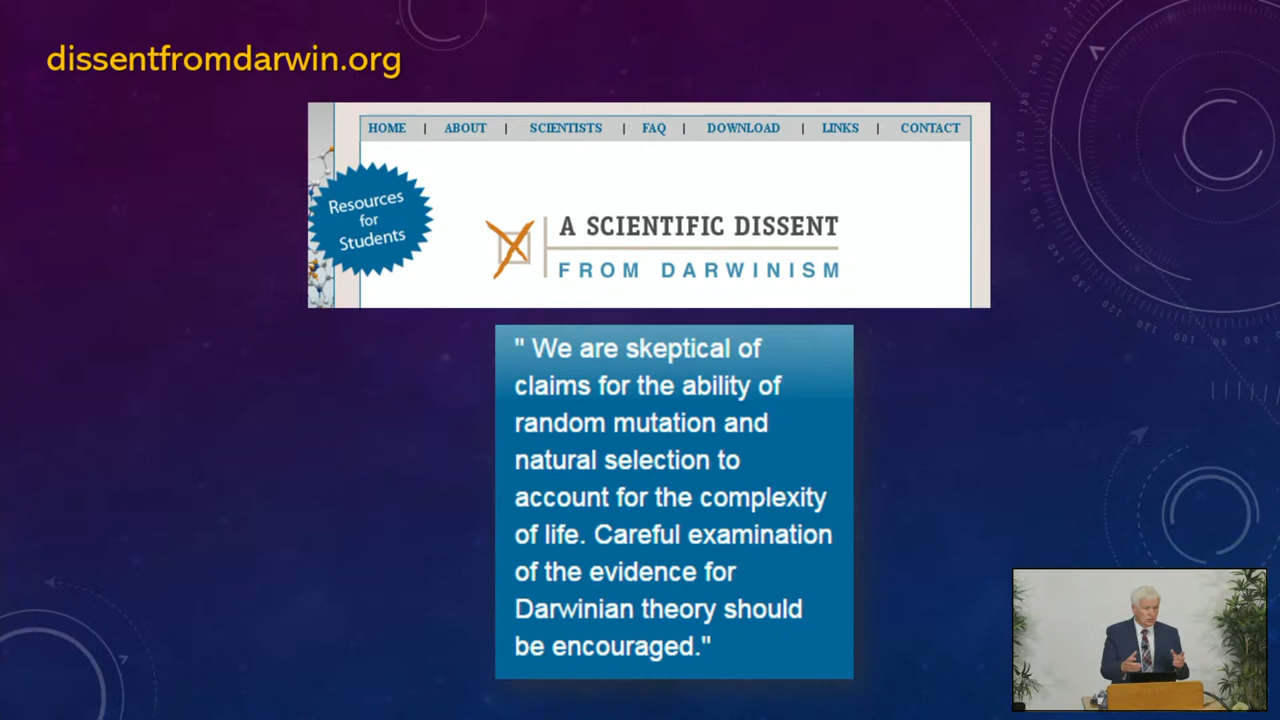 dissentfromdarwin.org
HOME | ABOUT | SCIENTISTS | FAQ | DOWNLOAD | LINKS | CONTACT
Resources
for
Students
A SCIENTIFIC DISSENT
FROM DARWINISM
" We are skeptical of
claims for the ability of
random mutation and
natural selection to
account for the complexity
of life. Careful examination
of the evidence for
Darwinian theory should
be encouraged."